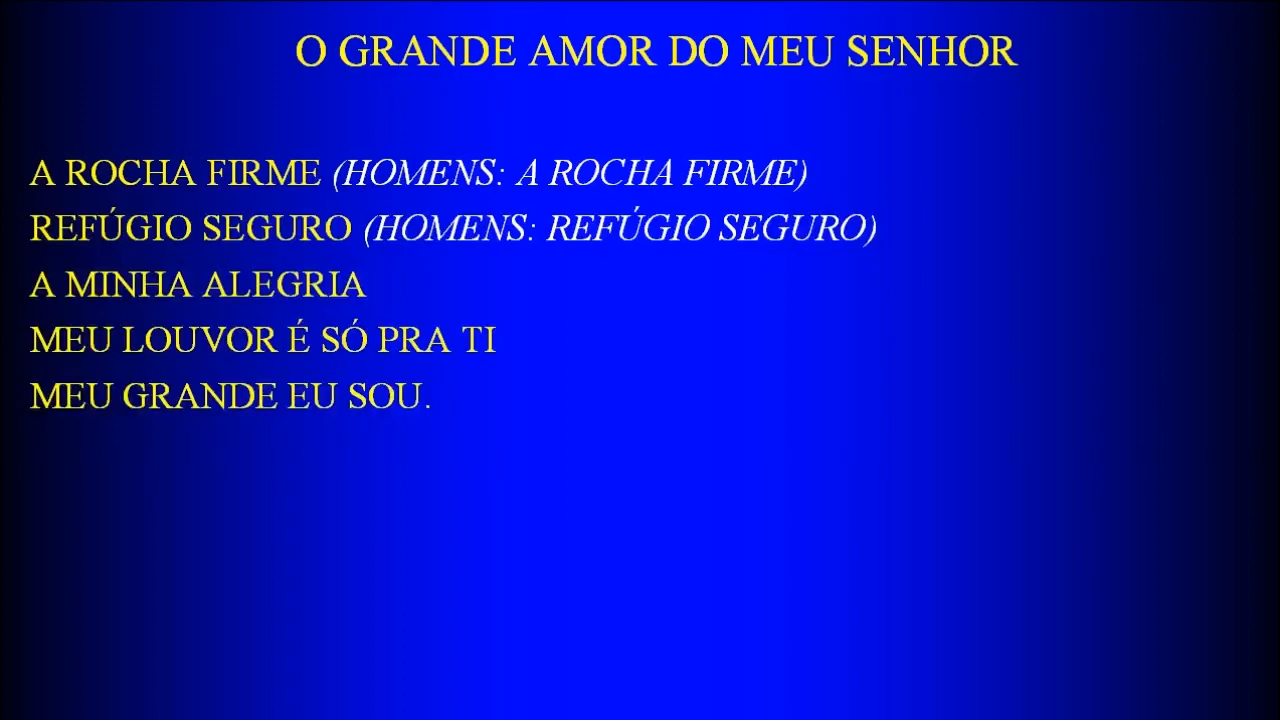 O GRANDE AMOR DO MEU SENHOR
A ROCHA FIRME (HOMENS: A ROCHA FIRME)
REFÚGIO SEGURO (HOMENS: REFÚGIO SEGURO)
A MINHA ALEGRIA
MEU LOUVOR É SÓ PRA TI
MEU GRANDE EU SOU.